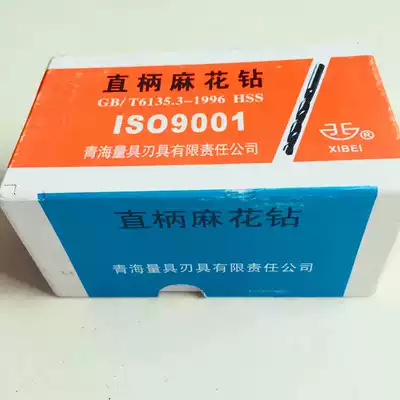 直柄麻花钻
GB/T6135.3-1996 HSS
ISO9001
青海量具刃具有限责任公司
®
XIBEI
直柄麻花钻
青海量具刃具有限责任公司